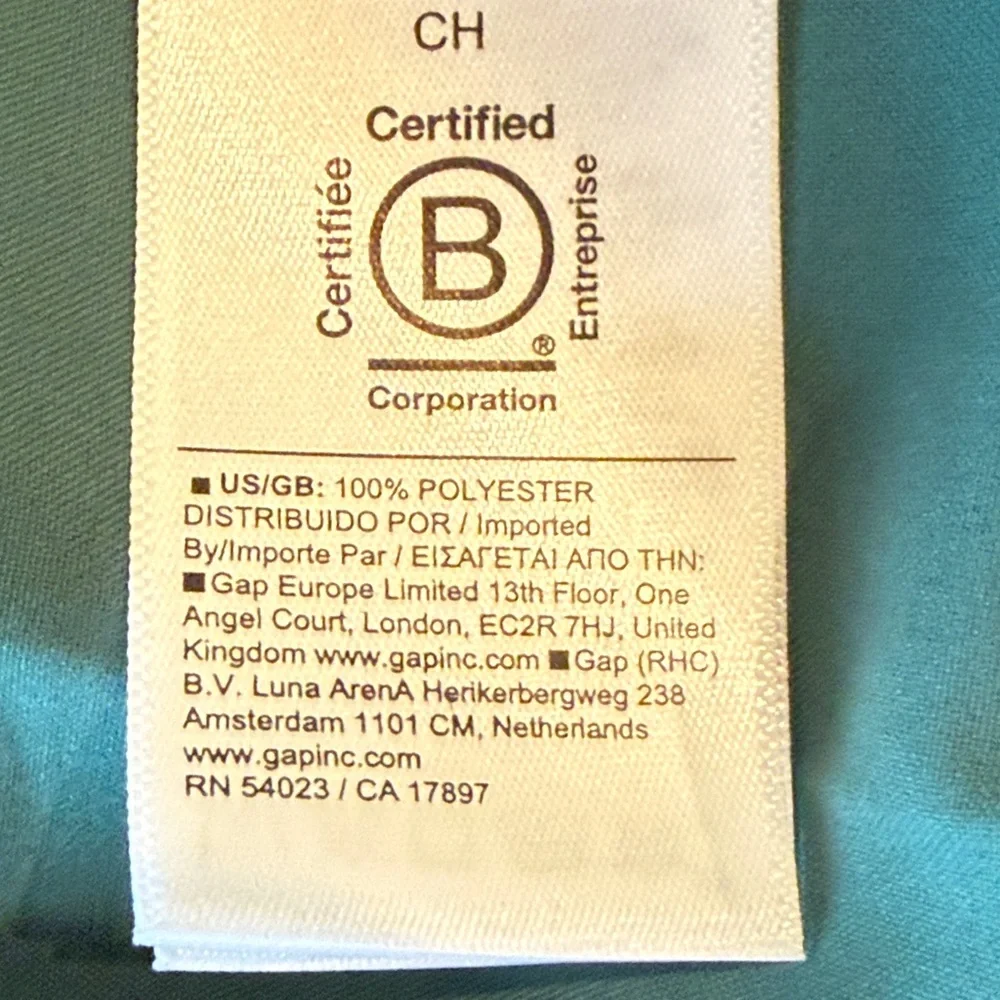 CH
Certified
Certifiée
B
Entreprise
®
Corporation
■ US/GB: 100% POLYESTER
DISTRIBUIDO POR / Imported
By/Importe Par / ΕΙΣΑΓΕΤΑΙ ΑΠΟ ΤΗΝ:
■ Gap Europe Limited 13th Floor, One
Angel Court, London, EC2R 7HJ, United
Kingdom www.gapinc.com ■ Gap (RHC)
B.V. Luna ArenA Herikerbergweg 238
Amsterdam 1101 CM, Netherlands
www.gapinc.com
RN 54023 / CA 17897